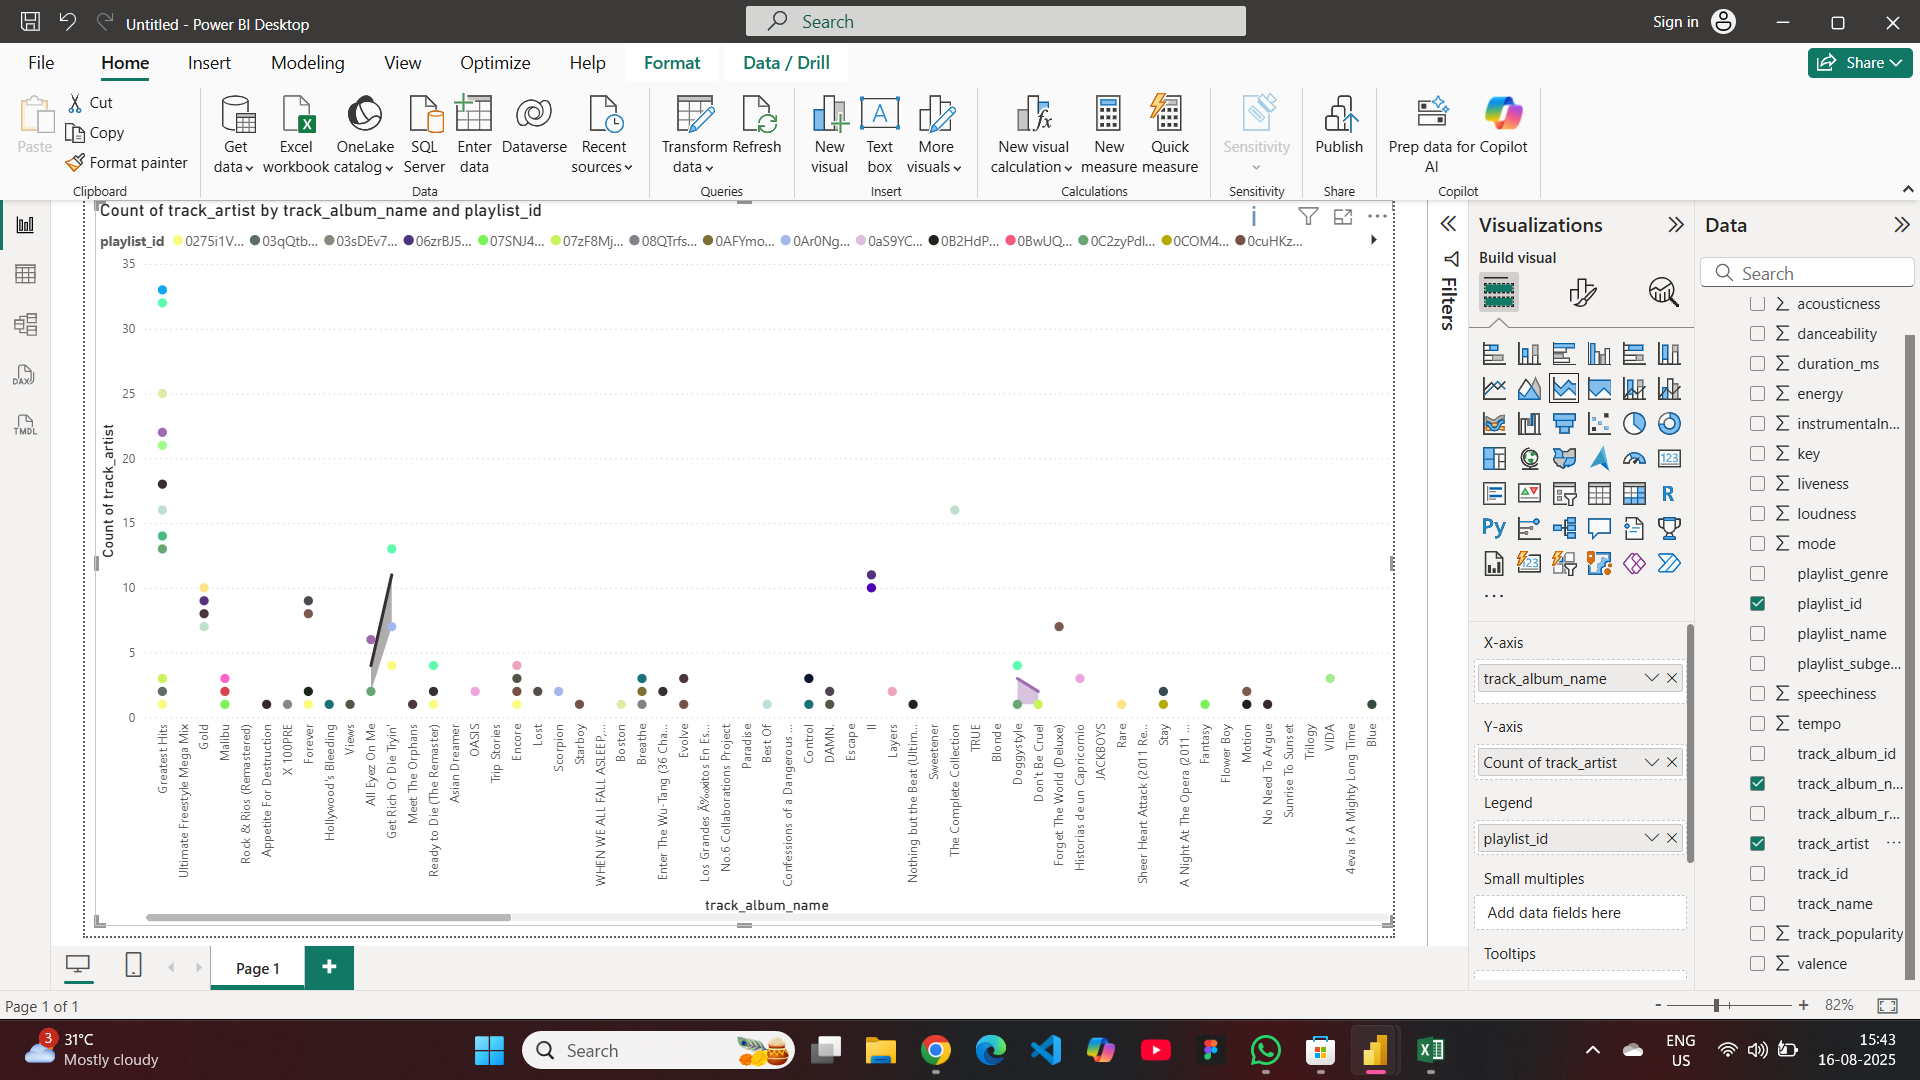 Untitled - Power BI Desktop
Search
Sign in
File
Home
Insert
Modeling
View
Optimize
Help
Format
Data / Drill
Share
Paste
Cut
Copy
Format painter
Clipboard
Get data
Excel workbook
OneLake catalog
SQL Server
Enter data
Dataverse
Recent sources
Data
Transform data
Refresh
Queries
New visual
Text box
More visuals
Insert
New visual calculation
New measure
Quick measure
Calculations
Sensitivity
Sensitivity
Publish
Share
Prep data for AI
Copilot
Copilot
Count of track_artist by track_album_name and playlist_id
playlist_id 0275i1V... 03qQtb... 03sDEv7... 06zrBJ5... 07SNJ4... 07zF8Mj... 08QTrfs... 0AFYmo... 0Ar0Ng... 0aS9YC... 0B2HdP... 0BwUQ... 0C2zyPdI... 0COM4... 0cuHKz...
35
30
25
20
15
10
5
0
Count of track_artist
Greatest Hits
Ultimate Freestyle Mega Mix
Gold
Malibu
Rock & Rios (Remastered)
Appetite For Destruction
X 100PRE
Forever
Hollywood's Bleeding
Views
All Eyez On Me
Get Rich Or Die Tryin'
Meet The Orphans
Ready to Die (The Remaster)
Asian Dreamer
OASIS
Trip Stories
Encore
Lost
Scorpion
Starboy
WHEN WE ALL FALL ASLEEP, ...
Boston
Breathe
Enter The Wu-Tang (36 Cha...
Evolve
Los Grandes Ã‰xitos En Es...
No.6 Collaborations Project
Paradise
Best Of
Confessions of a Dangerous ...
Control
DAMN.
Escape
II
Layers
Nothing but the Beat (Ultim...
Sweetener
The Complete Collection
TRUE
Blonde
Doggystyle
Don't Be Cruel
Forget The World (Deluxe)
Historias de un Capricornio
JACKBOYS
Rare
Sheer Heart Attack (2011 Re...
Stay
A Night At The Opera (2011 ...
Fantasy
Flower Boy
Motion
No Need To Argue
Sunrise To Sunset
Trilogy
VIDA
4eva Is A Mighty Long Time
Blue
track_album_name
Filters
Visualizations
Build visual
123
R
Py
123
X-axis
track_album_name
Y-axis
Count of track_artist
Legend
playlist_id
Small multiples
Add data fields here
Tooltips
Data
Search
acousticness
danceability
duration_ms
energy
instrumentaln...
key
liveness
loudness
mode
playlist_genre
playlist_id
playlist_name
playlist_subge...
speechiness
tempo
track_album_id
track_album_n...
track_album_r...
track_artist
track_id
track_name
track_popularity
valence
DAX
TMDL
Page 1
Page 1 of 1
82%
3
31°C
Mostly cloudy
Search
ENG
US
15:43
16-08-2025